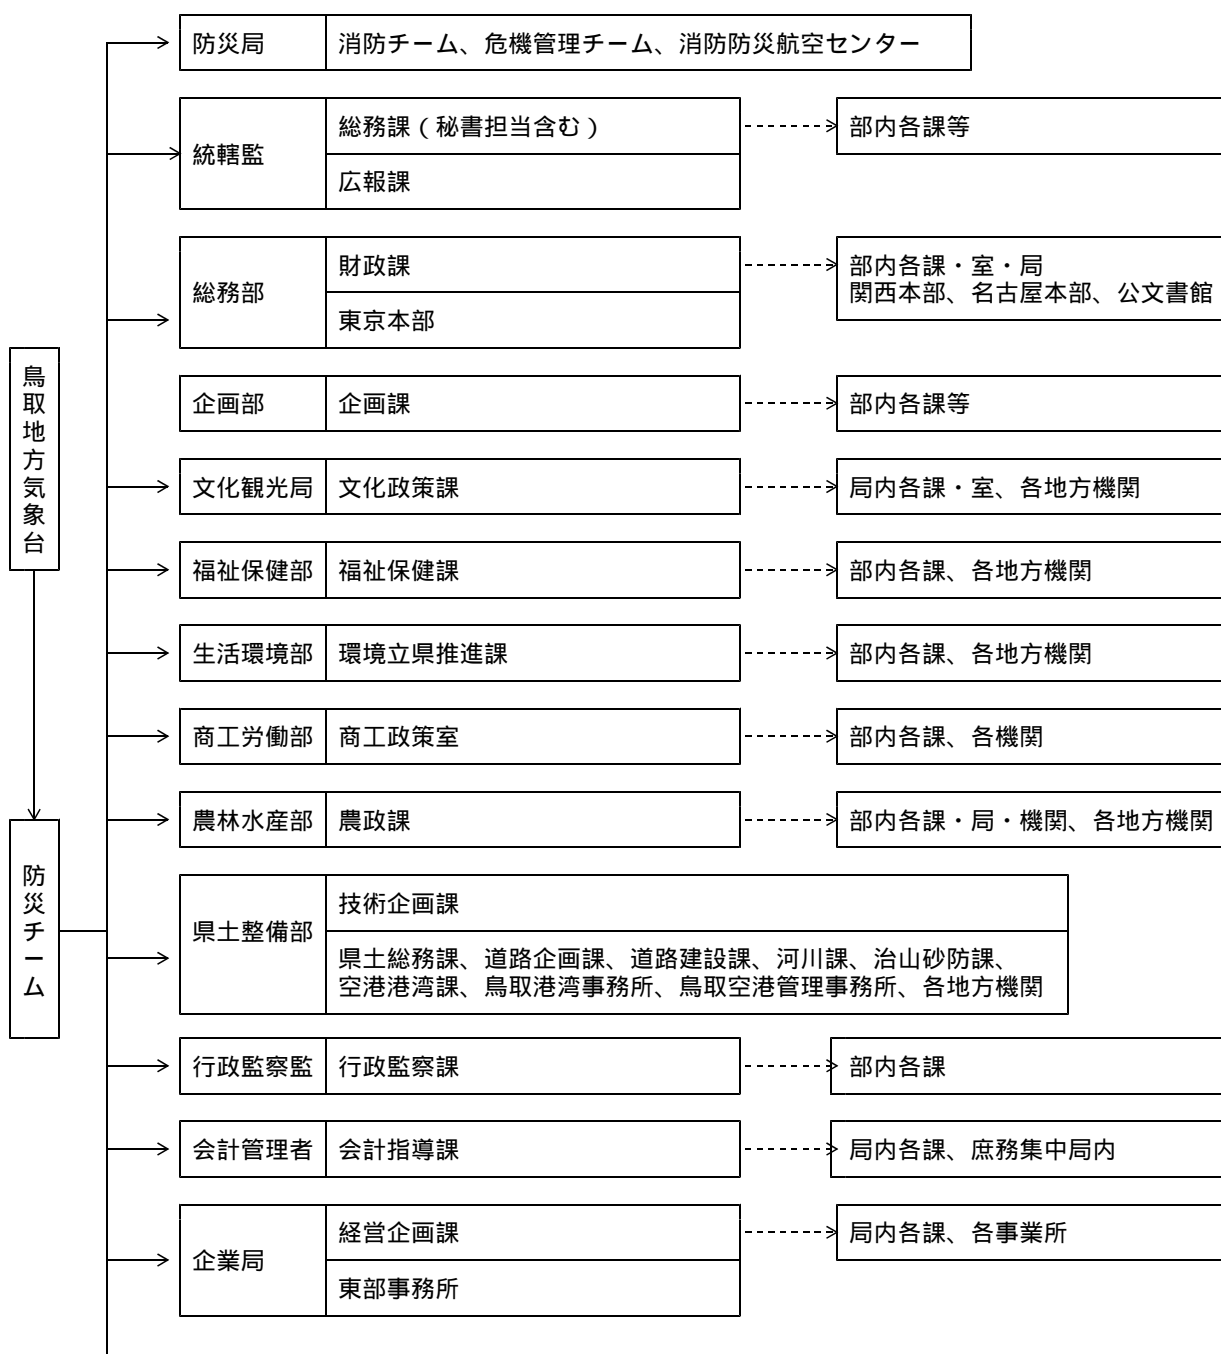 防災局 消防チーム、危機管理チーム、消防防災航空センター
統轄監
総務課(秘書担当含む) 部内各課等
広報課
総務部
財政課
東京本部
部内各課・室・局
関西本部、名古屋本部、公文書館
鳥取地方気象台
企画部 企画課 部内各課等
文化観光局 文化政策課 局内各課・室、各地方機関
福祉保健部 福祉保健課 部内各課、各地方機関
生活環境部 環境立県推進課 部内各課、各地方機関
商工労働部 商工政策室 部内各課、各機関
農林水産部 農政課 部内各課・局・機関、各地方機関
防災チーム
県土整備部
技術企画課
県土総務課、道路企画課、道路建設課、河川課、治山砂防課、
空港港湾課、鳥取港湾事務所、鳥取空港管理事務所、各地方機関
行政監察監 行政監察課 部内各課
会計管理者 会計指導課 局内各課、庶務集中局内
企業局
経営企画課 局内各課、各事業所
東部事務所